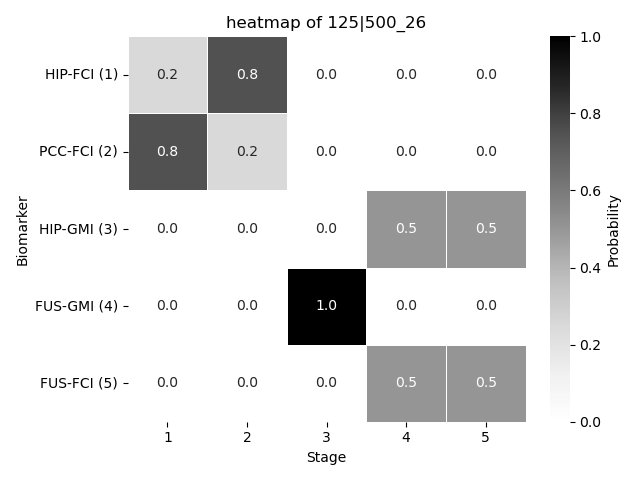 heatmap of 125|500_26
HIP-FCI (1)
0.2 0.8 0.0 0.0 0.0
PCC-FCI (2)
0.8 0.2 0.0 0.0 0.0
HIP-GMI (3)
0.0 0.0 0.0 0.5 0.5
FUS-GMI (4)
0.0 0.0 1.0 0.0 0.0
FUS-FCI (5)
0.0 0.0 0.0 0.5 0.5
1 2 3 4 5
Stage
Biomarker
1.0
0.8
0.6
0.4
0.2
0.0
Probability